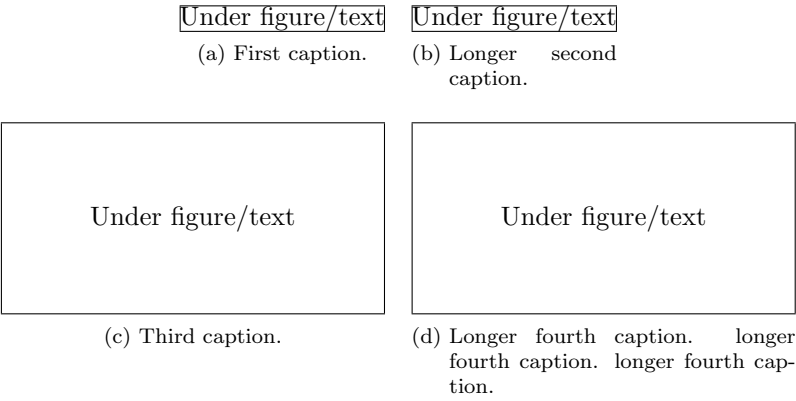 Under figure/text Under figure/text
(a) First caption. (b) Longer second
caption.
Under figure/text Under figure/text
(c) Third caption. (d) Longer fourth caption. longer
fourth caption. longer fourth cap-
tion.